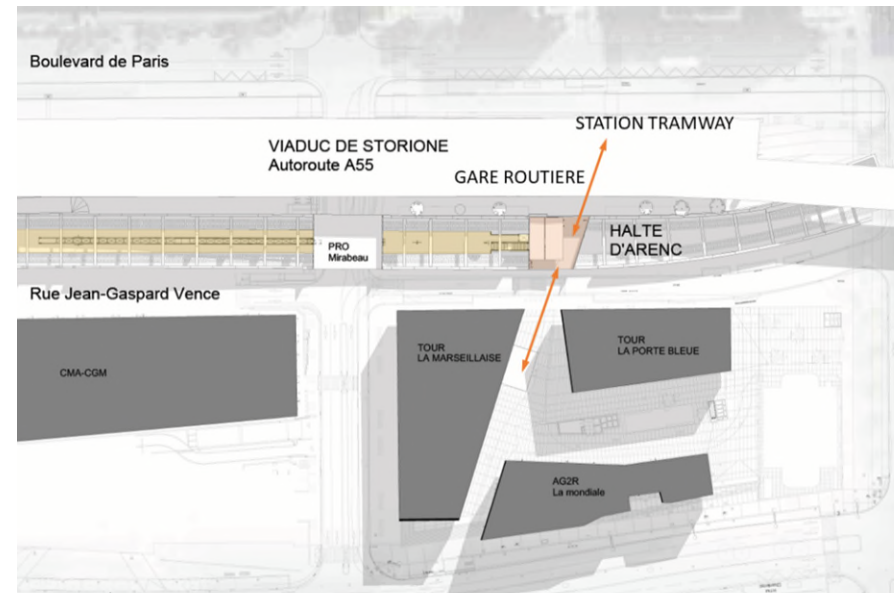 Boulevard de Paris
STATION TRAMWAY
VIADUC DE STORIONE
Autoroute A55
GARE ROUTIERE
HALTE
D'ARENC
PRO
Mirabeau
Rue Jean-Gaspard Vence
TOUR
LA MARSEILLAISE
TOUR
LA PORTE BLEUE
CMA-CGM
AG2R
La mondiale